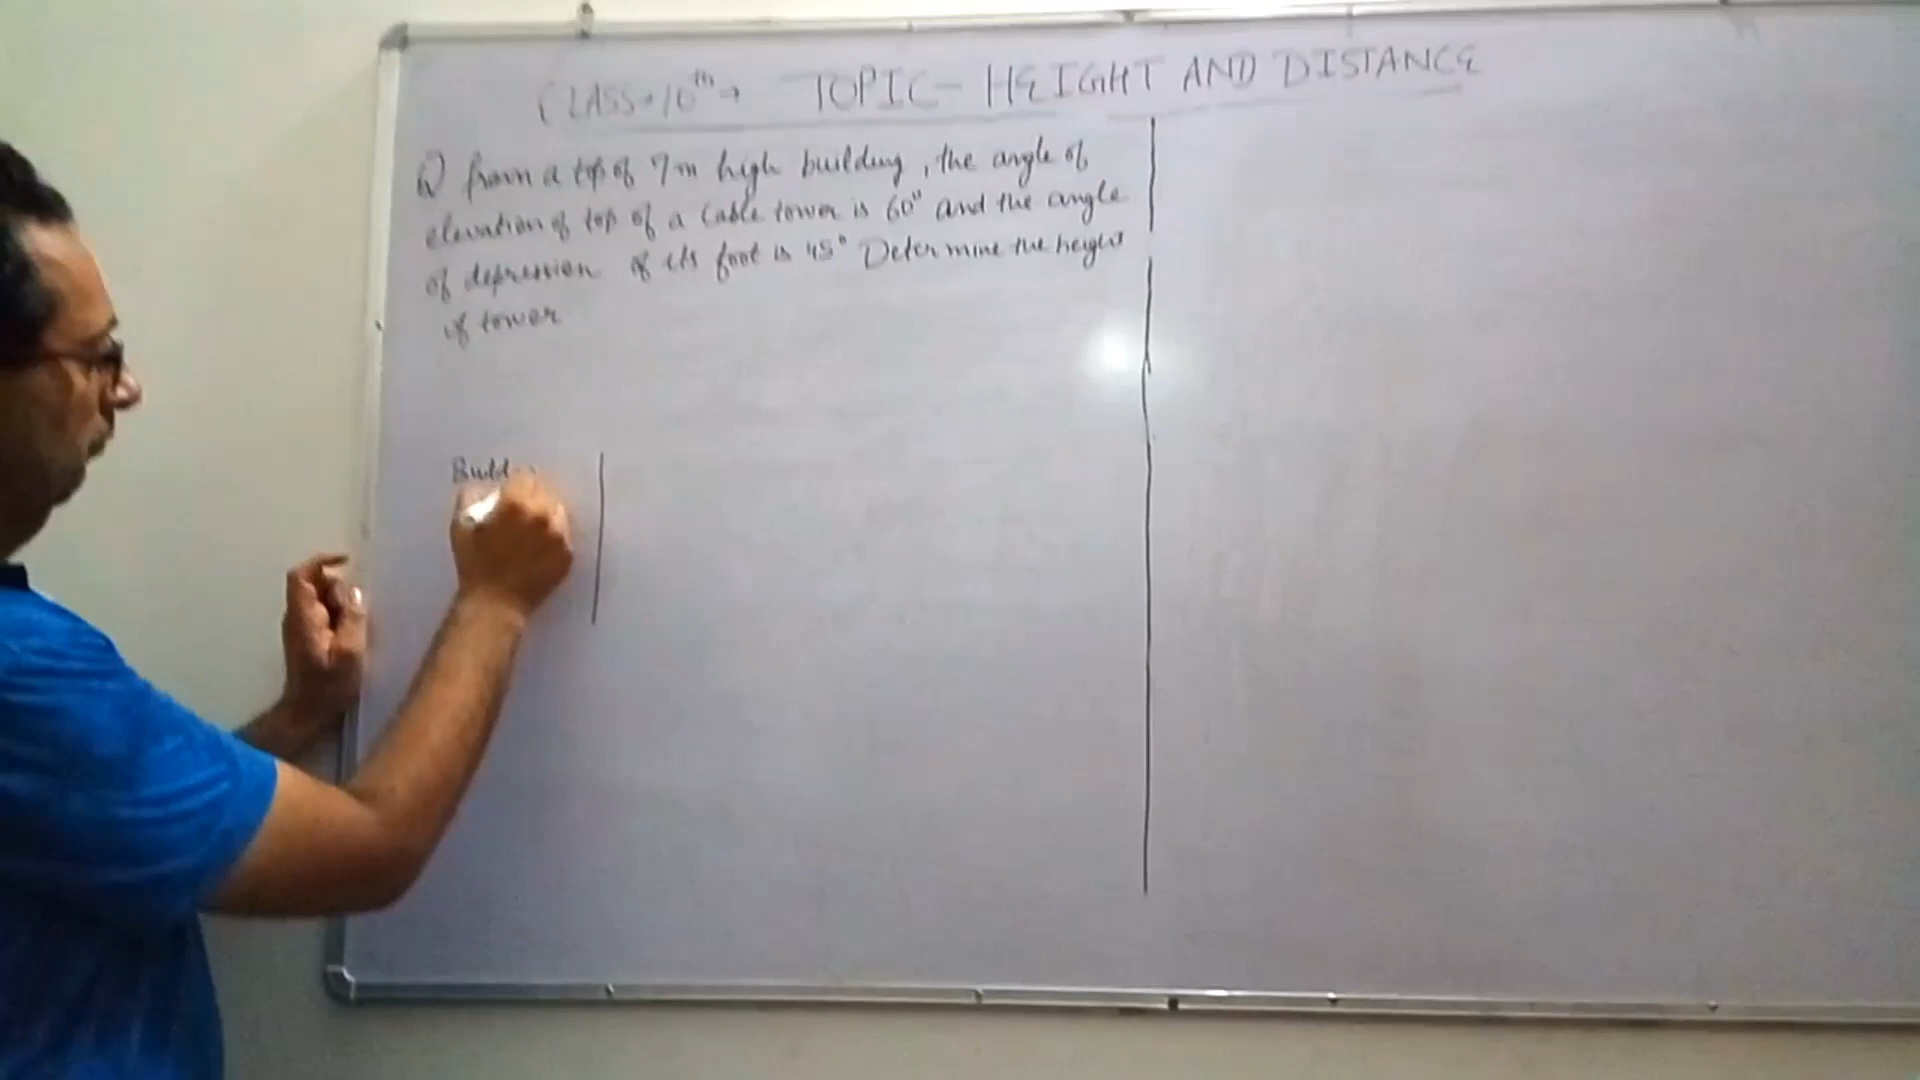 CLASS → 10th → TOPIC - HEIGHT AND DISTANCE
Q from a top of 7m high building, the angle of
elevation of top of a cable tower is 60° and the angle
of depression of its foot is 45° Determine the height
of tower
Build